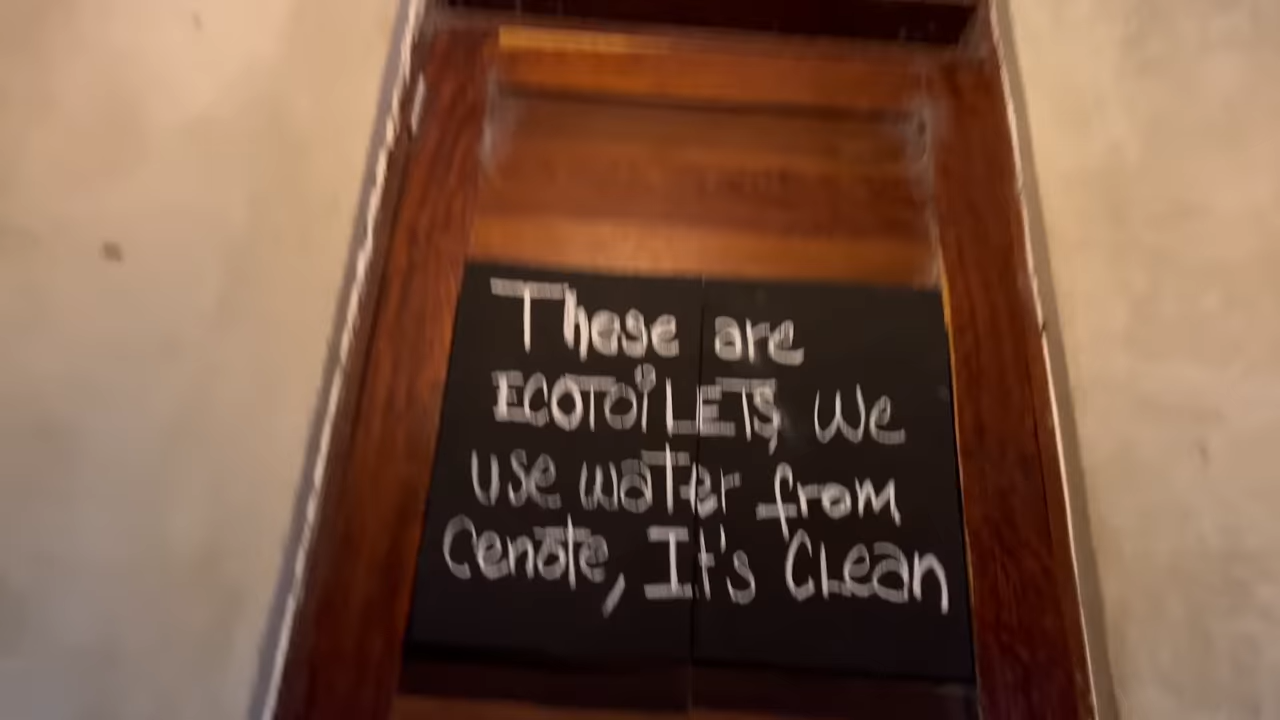 These are
ECOTOiLETS, We
use water from
Cenote, It's Clean